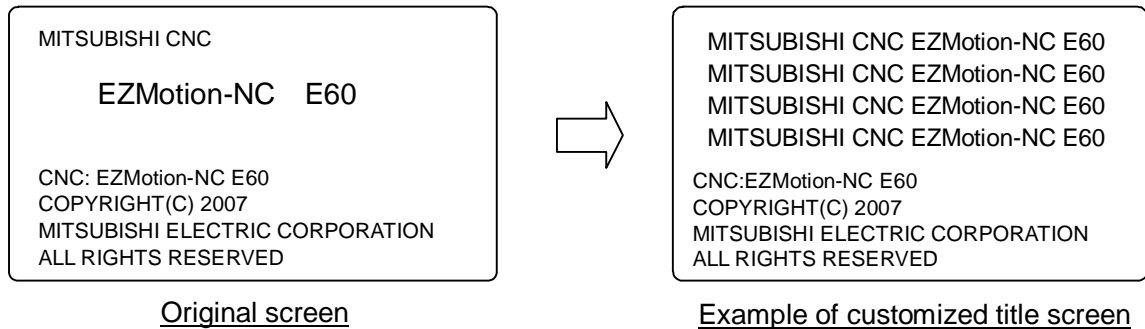 MITSUBISHI CNC
EZMotion-NC E60
CNC: EZMotion-NC E60
COPYRIGHT(C) 2007
MITSUBISHI ELECTRIC CORPORATION
ALL RIGHTS RESERVED
Original screen
MITSUBISHI CNC EZMotion-NC E60
MITSUBISHI CNC EZMotion-NC E60
MITSUBISHI CNC EZMotion-NC E60
MITSUBISHI CNC EZMotion-NC E60
CNC:EZMotion-NC E60
COPYRIGHT(C) 2007
MITSUBISHI ELECTRIC CORPORATION
ALL RIGHTS RESERVED
Example of customized title screen